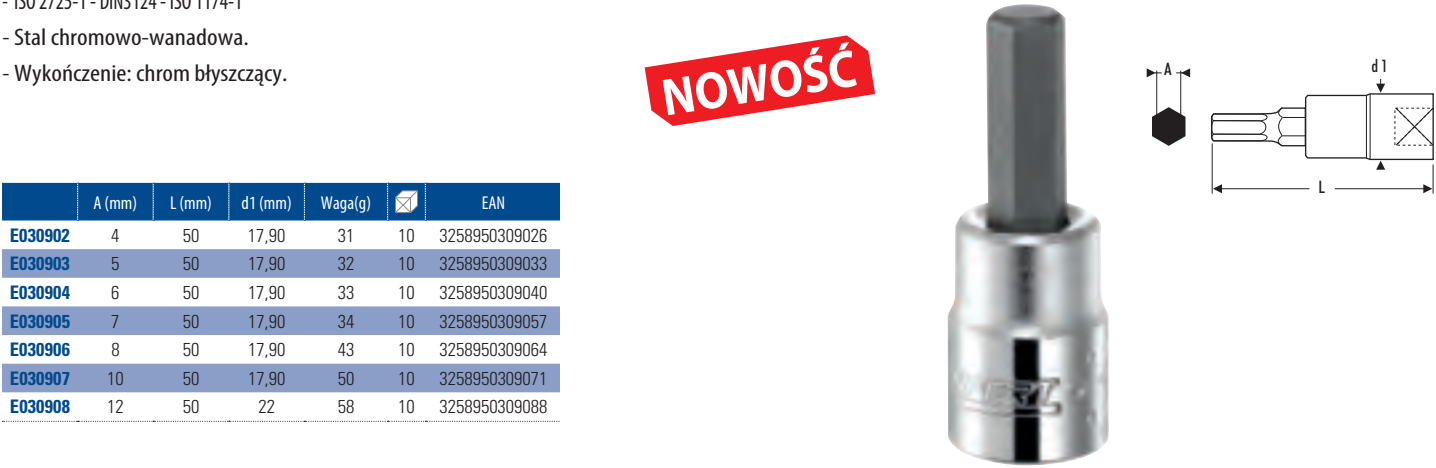 - ISO 2725-1 - DIN3124 - ISO 1174-1
- Stal chromowo-wanadowa.
- Wykończenie: chrom błyszczący.
NOWOŚĆ
A
d1
L
A (mm) L (mm) d1 (mm) Waga(g) EAN
E030902 4 50 17,90 31 10 3258950309026
E030903 5 50 17,90 32 10 3258950309033
E030904 6 50 17,90 33 10 3258950309040
E030905 7 50 17,90 34 10 3258950309057
E030906 8 50 17,90 43 10 3258950309064
E030907 10 50 17,90 50 10 3258950309071
E030908 12 50 22 58 10 3258950309088